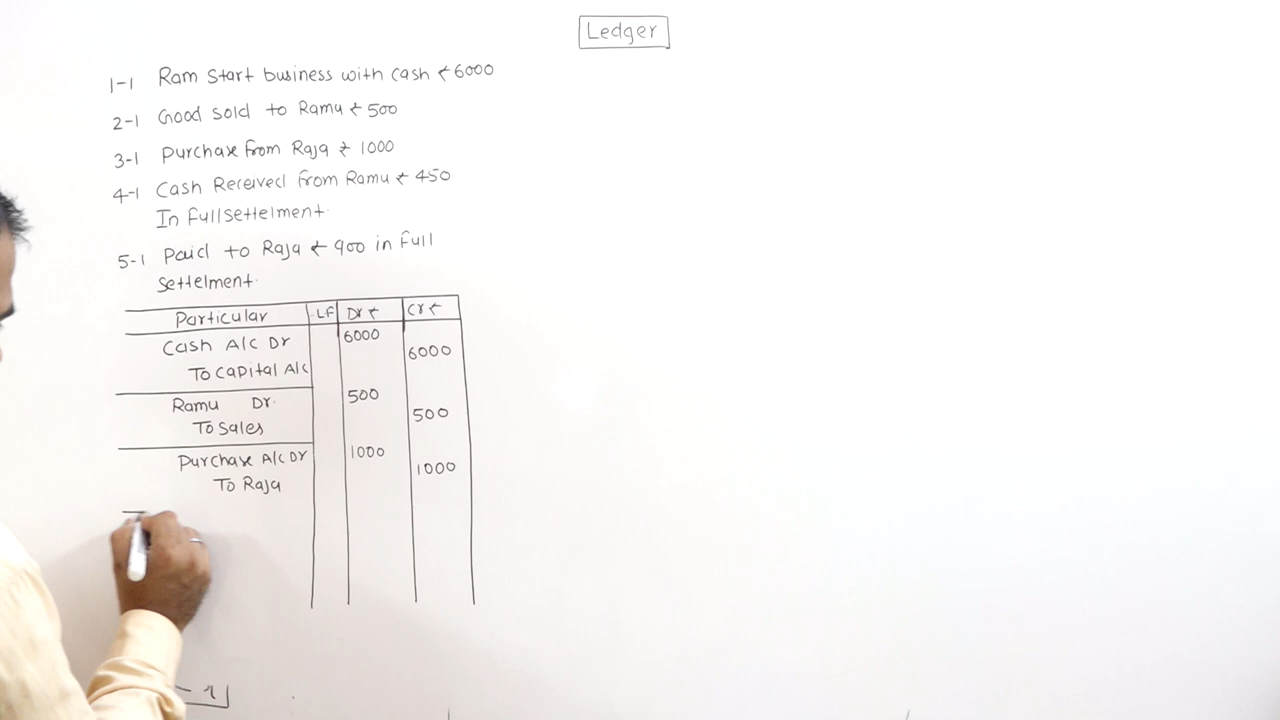 Ledger
1-1 Ram Start business with cash ₹ 6000
2-1 Good sold to Ramu ₹ 500
3-1 Purchase from Raja ₹ 1000
4-1 Cash Received from Ramu ₹ 450
In full settelment.
5-1 Paid to Raja ₹ 900 in full
settelment.
Particular LF Dr ₹ Cr ₹
Cash A/c Dr 6000
To Capital A/c 6000
Ramu Dr. 500
To Sales 500
Purchase A/c Dr 1000
To Raja 1000